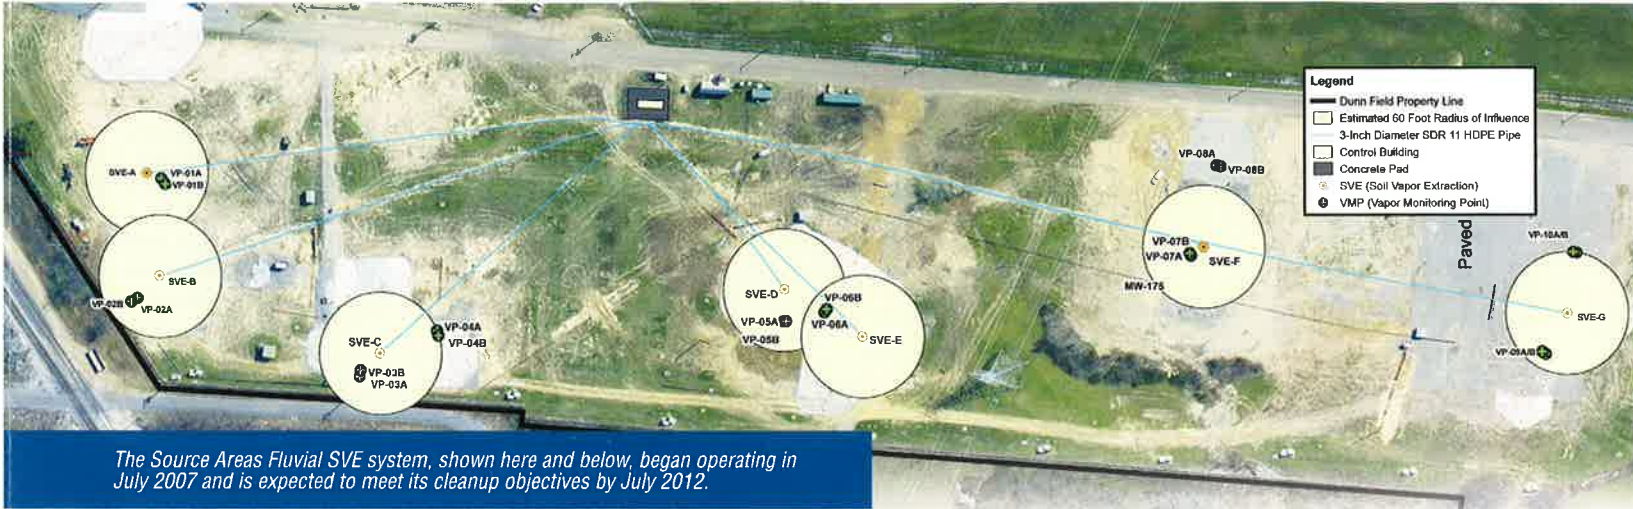 Legend
Dunn Field Property Line
Estimated 60 Foot Radius of Influence
3-Inch Diameter SDR 11 HDPE Pipe
Control Building
Concrete Pad
SVE (Soil Vapor Extraction)
VMP (Vapor Monitoring Point)
SVE-A
VP-01A
VP-01B
SVE-B
VP-02B
VP-02A
SVE-C
VP-04A
VP-04B
VP-03B
VP-03A
SVE-D
VP-05A
VP-05B
VP-06B
VP-06A
SVE-E
VP-08A
VP-08B
VP-07B
VP-07A
SVE-F
MW-175
Paved
VP-10A/B
SVE-G
VP-09A/B
The Source Areas Fluvial SVE system, shown here and below, began operating in
July 2007 and is expected to meet its cleanup objectives by July 2012.